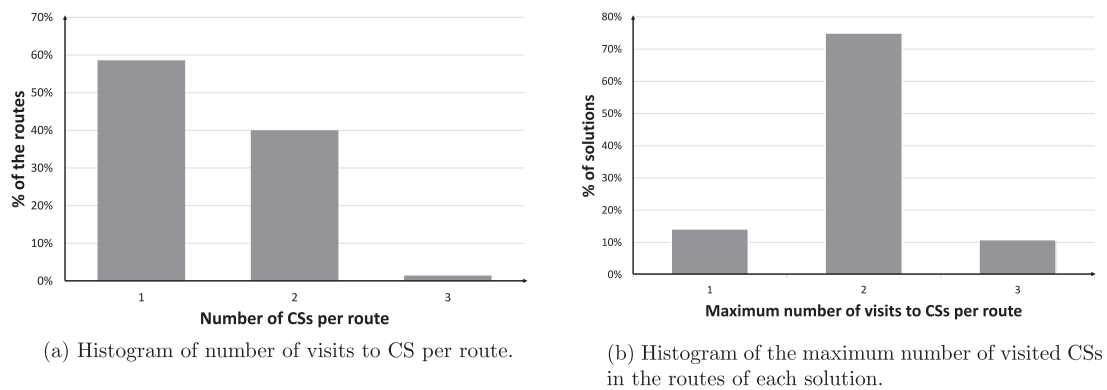 70%
60%
50%
40%
30%
20%
10%
0%
% of the routes
1 2 3
Number of CSs per route
(a) Histogram of number of visits to CS per route.
80%
70%
60%
50%
40%
30%
20%
10%
0%
% of solutions
1 2 3
Maximum number of visits to CSs per route
(b) Histogram of the maximum number of visited CSs
in the routes of each solution.